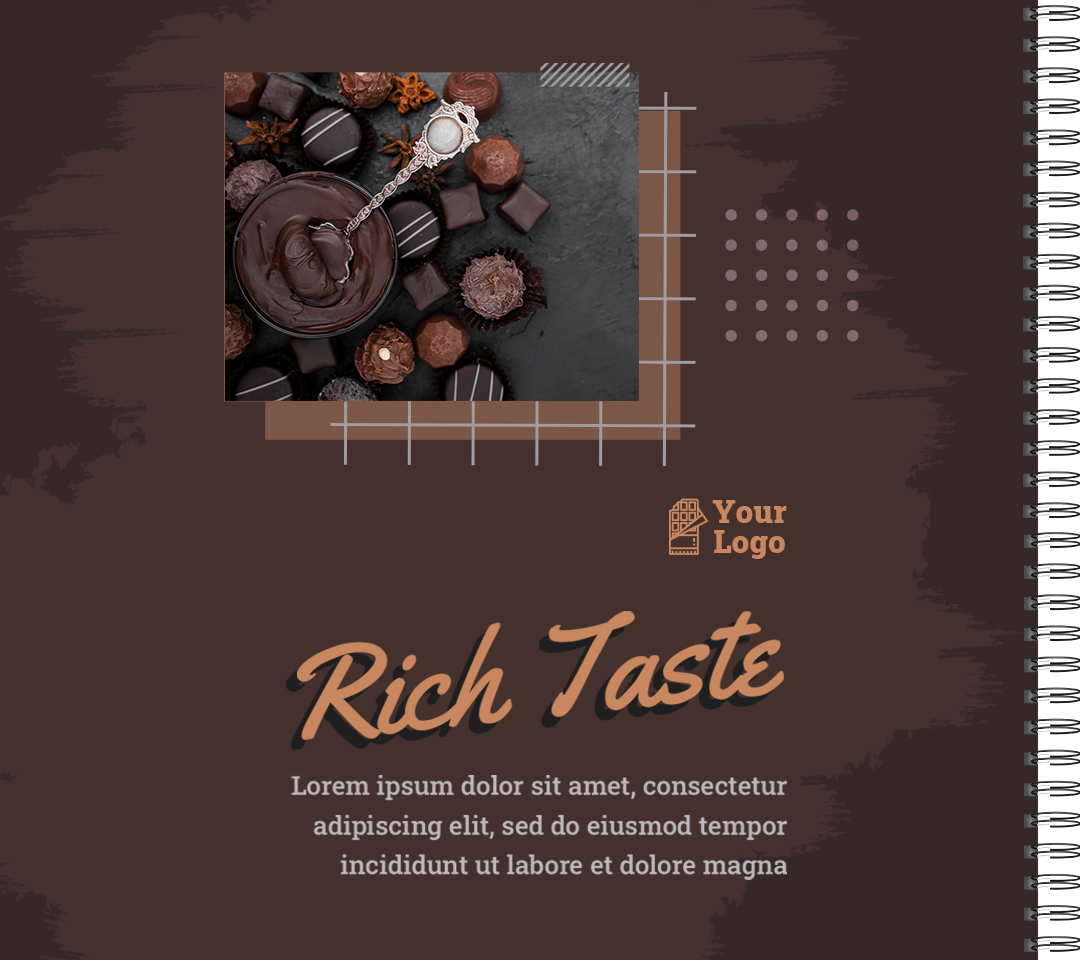 Your
Logo
Rich Taste
Lorem ipsum dolor sit amet, consectetur
adipiscing elit, sed do eiusmod tempor
incididunt ut labore et dolore magna